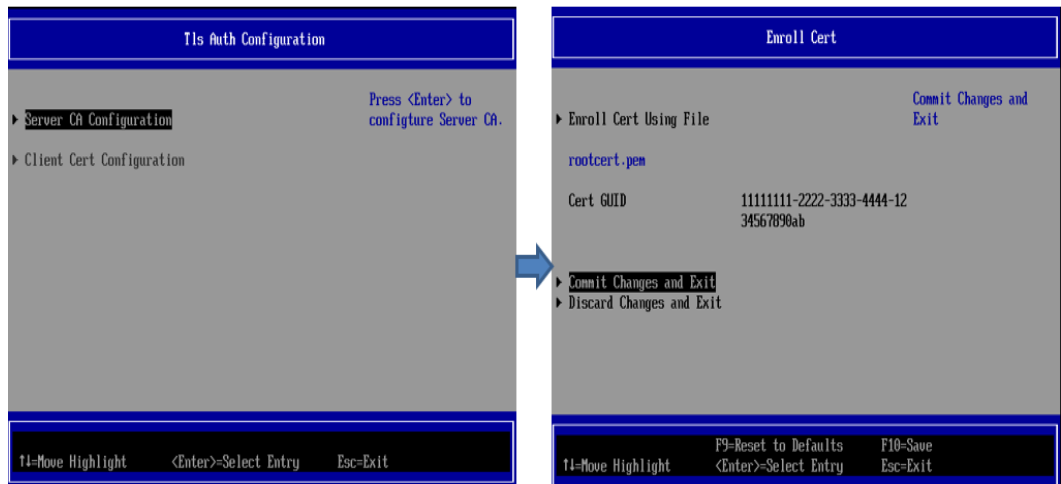 Tls Auth Configuration
Press <Enter> to
configture Server CA.
Server CA Configuration
Client Cert Configuration
↑↓=Move Highlight <Enter>=Select Entry Esc=Exit
Enroll Cert
Commit Changes and
Exit
Enroll Cert Using File
rootcert.pem
Cert GUID 11111111-2222-3333-4444-12
34567890ab
Commit Changes and Exit
Discard Changes and Exit
F9=Reset to Defaults F10=Save
↑↓=Move Highlight <Enter>=Select Entry Esc=Exit